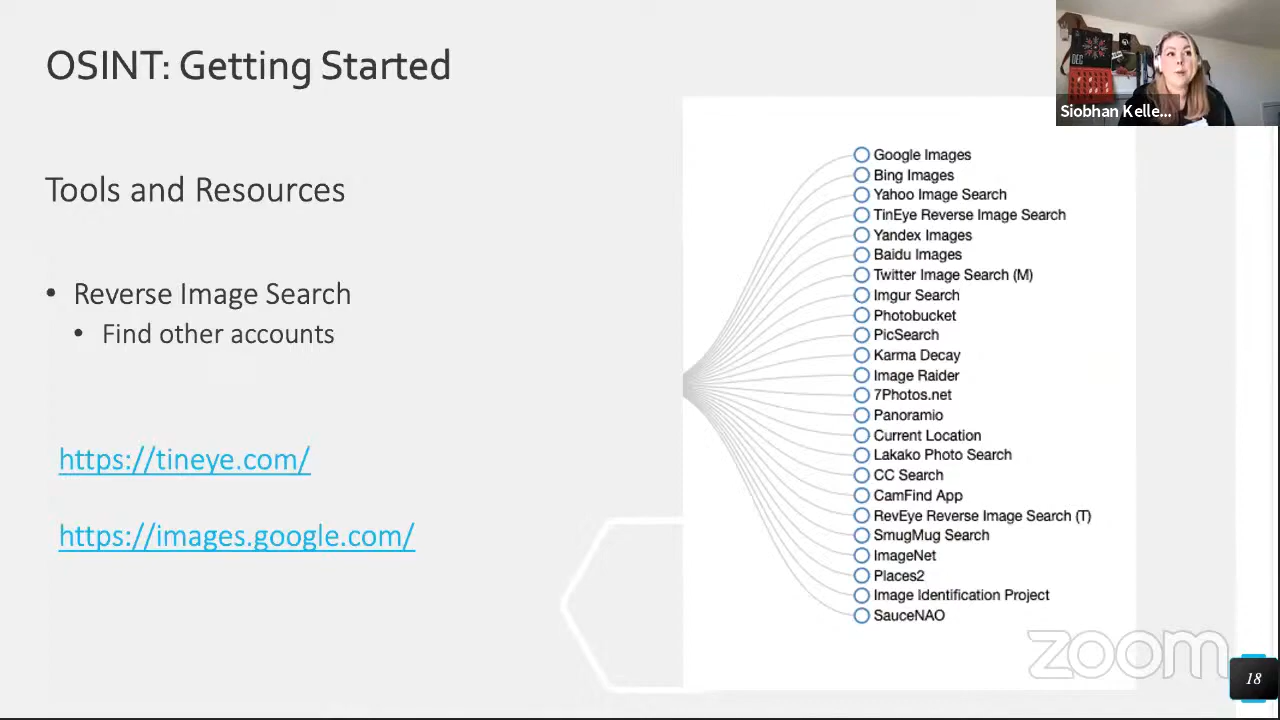 OSINT: Getting Started
Tools and Resources
• Reverse Image Search
• Find other accounts
https://tineye.com/
https://images.google.com/
Google Images
Bing Images
Yahoo Image Search
TinEye Reverse Image Search
Yandex Images
Baidu Images
Twitter Image Search (M)
Imgur Search
Photobucket
PicSearch
Karma Decay
Image Raider
7Photos.net
Panoramio
Current Location
Lakako Photo Search
CC Search
CamFind App
RevEye Reverse Image Search (T)
SmugMug Search
ImageNet
Places2
Image Identification Project
SauceNAO
DEC
Siobhan Kelle...
zoom
18